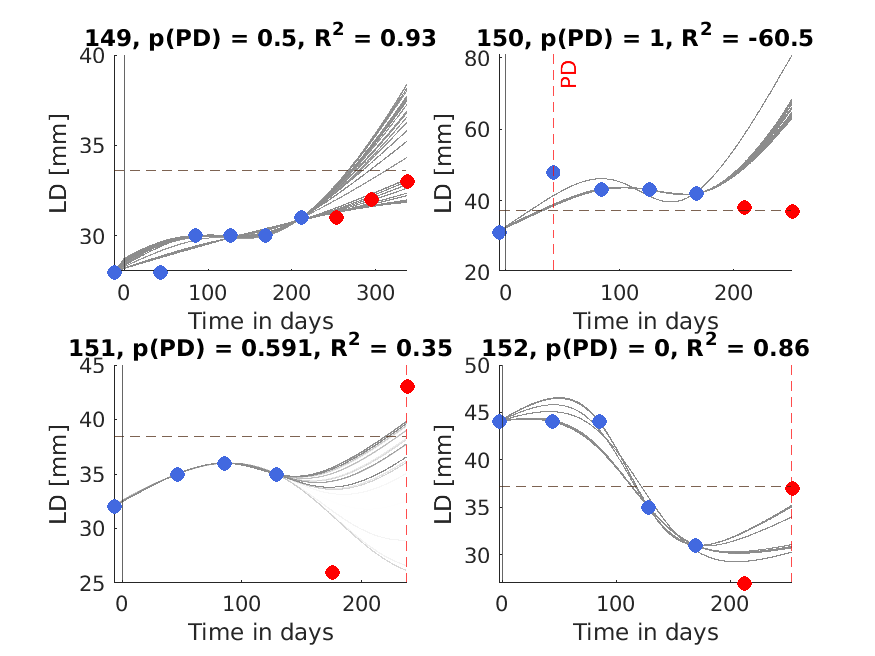 149, p(PD) = 0.5, R² = 0.93
40
35
30
LD [mm]
0 100 200 300
Time in days
150, p(PD) = 1, R² = -60.5
PD
80
60
40
20
LD [mm]
0 100 200
Time in days
151, p(PD) = 0.591, R² = 0.35
45
40
35
30
25
LD [mm]
0 100 200
Time in days
152, p(PD) = 0, R² = 0.86
50
45
40
35
30
LD [mm]
0 100 200
Time in days